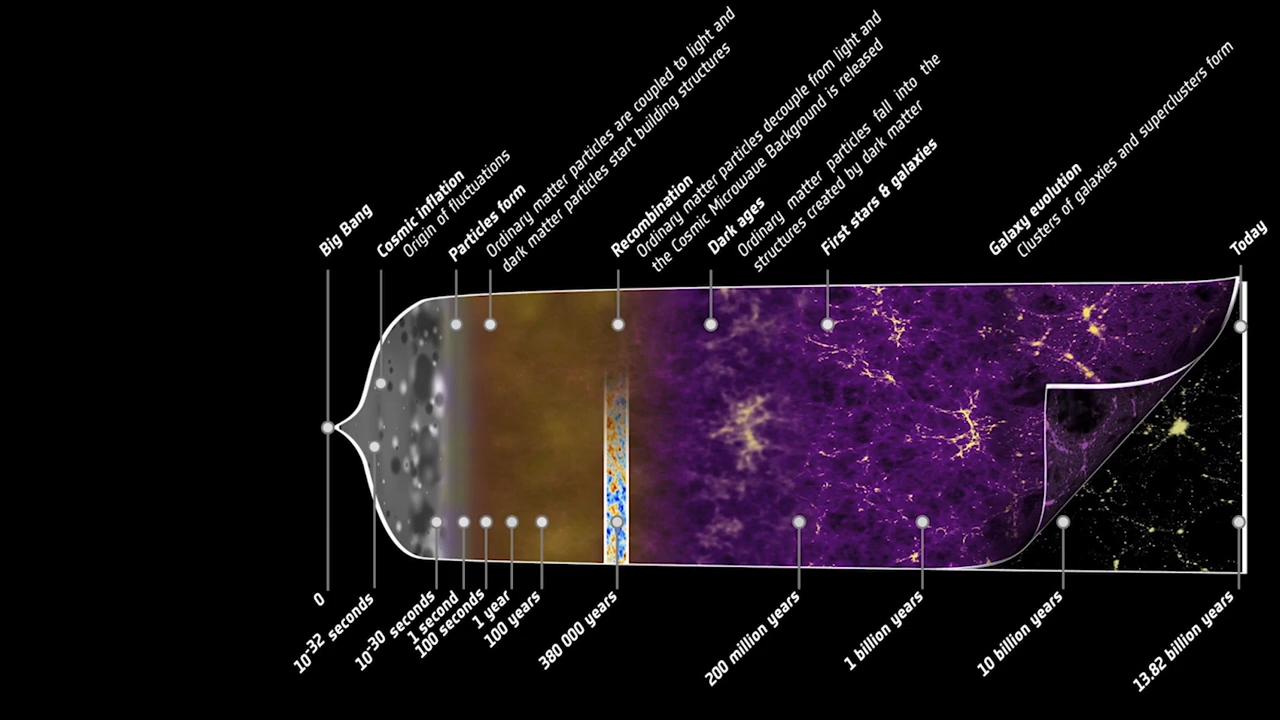 Big Bang
Cosmic inflation
Origin of fluctuations
Particles form
Ordinary matter particles are coupled to light and
dark matter particles start building structures
Recombination
Ordinary matter particles decouple from light and
the Cosmic Microwave Background is released
Dark ages
Ordinary matter particles fall into the
structures created by dark matter
First stars & galaxies
Galaxy evolution
Clusters of galaxies and superclusters form
Today
0
10-32 seconds
10-30 seconds
1 second
100 seconds
1 year
100 years
380 000 years
200 million years
1 billion years
10 billion years
13.82 billion years